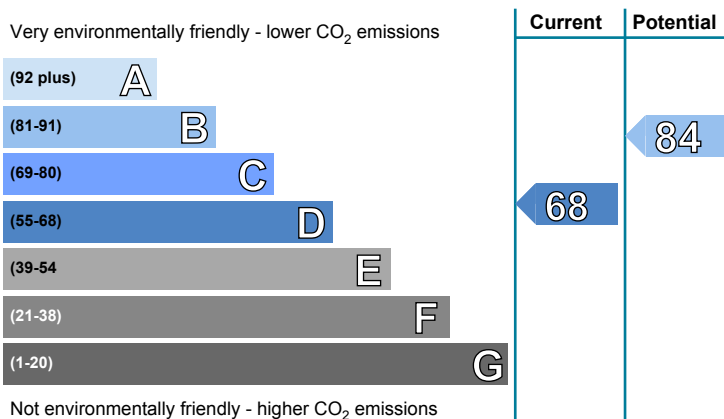 Current Potential
Very environmentally friendly - lower CO2 emissions
(92 plus) A
(81-91) B
84
(69-80) C
(55-68) D
68
(39-54 E
(21-38) F
(1-20) G
Not environmentally friendly - higher CO2 emissions